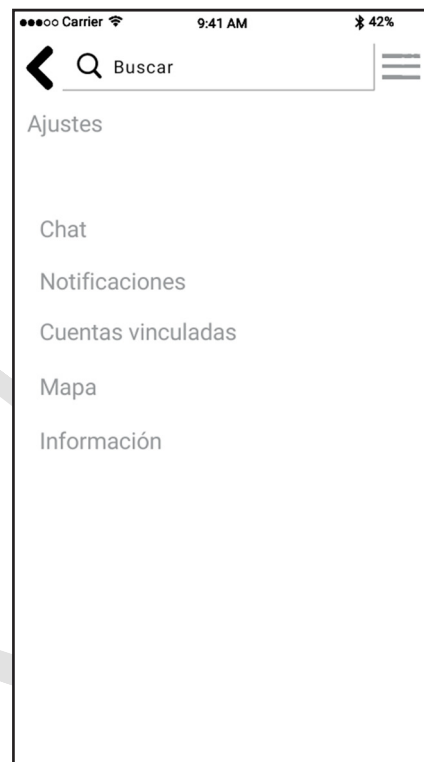 Carrier 9:41 AM 42%
Buscar
Ajustes
Chat
Notificaciones
Cuentas vinculadas
Mapa
Información